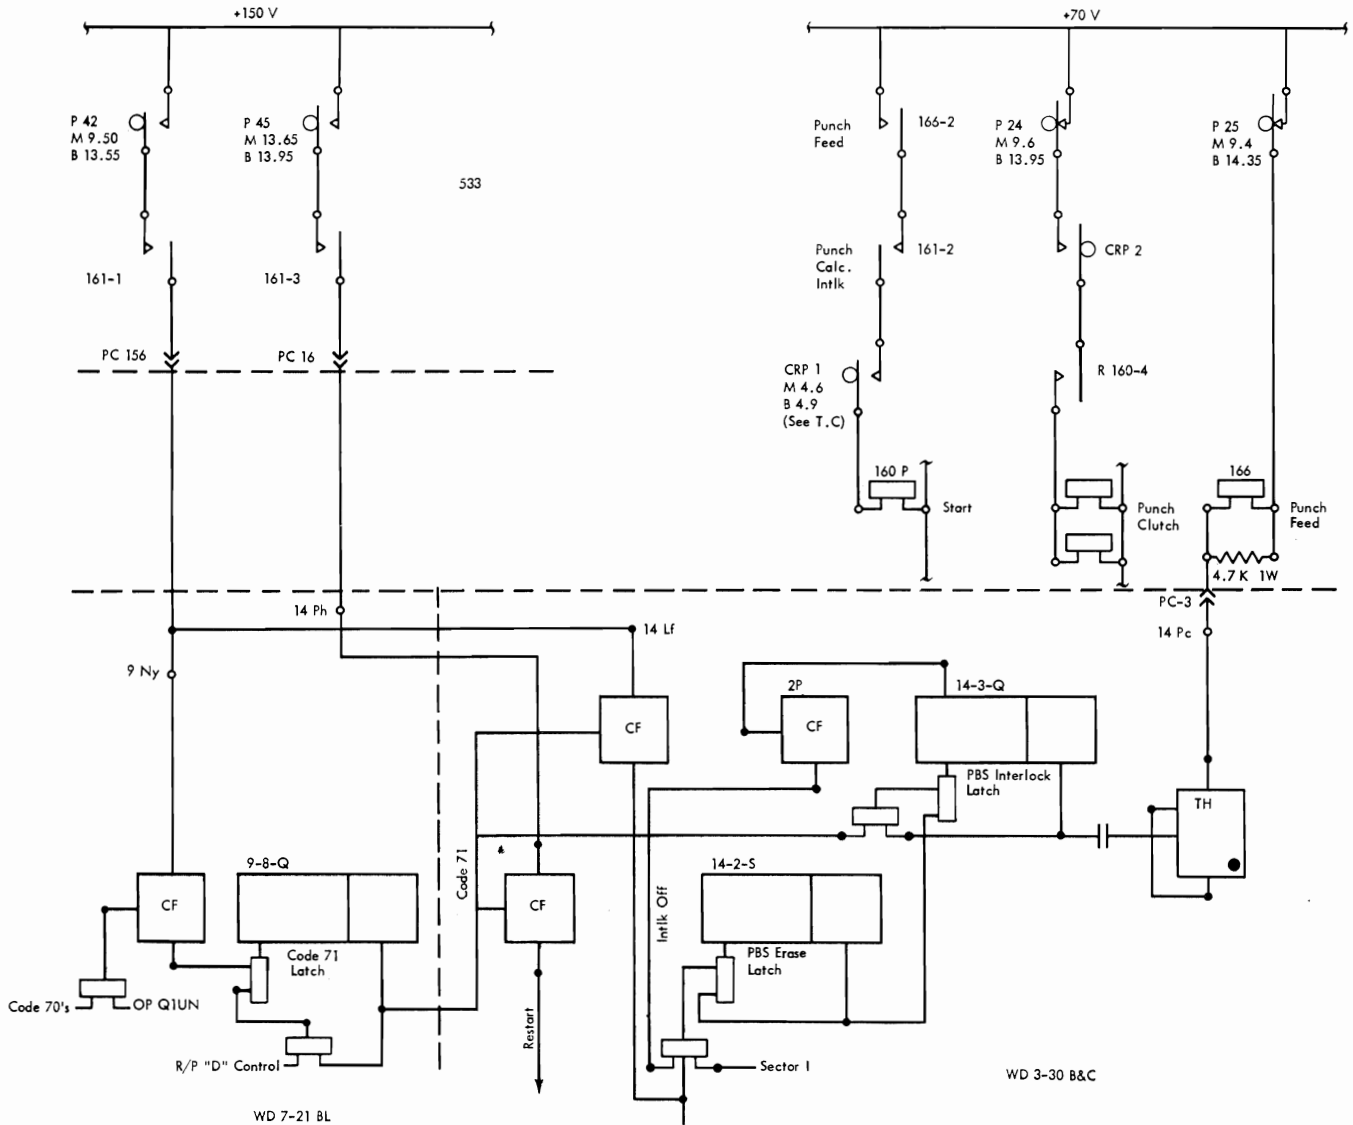 +150 V
+70 V
P 42
M 9.50
B 13.55
P 45
M 13.65
B 13.95
533
Punch
Feed
166-2
P 24
M 9.6
B 13.95
P 25
M 9.4
B 14.35
161-1
161-3
Punch
Calc.
Intlk
161-2
CRP 2
PC 156
PC 16
CRP 1
M 4.6
B 4.9
(See T.C)
R 160-4
160 P
Start
Punch
Clutch
166
Punch
Feed
4.7 K 1W
PC-3
14 Pc
14 Ph
14 Lf
9 Ny
CF
2P
CF
14-3-Q
PBS Interlock
Latch
TH
9-8-Q
CF
Code 71
Latch
Code 71
CF
Intlk Off
14-2-S
PBS Erase
Latch
Code 70's
OP Q1UN
R/P "D" Control
Restart
Sector I
WD 3-30 B&C
WD 7-21 BL